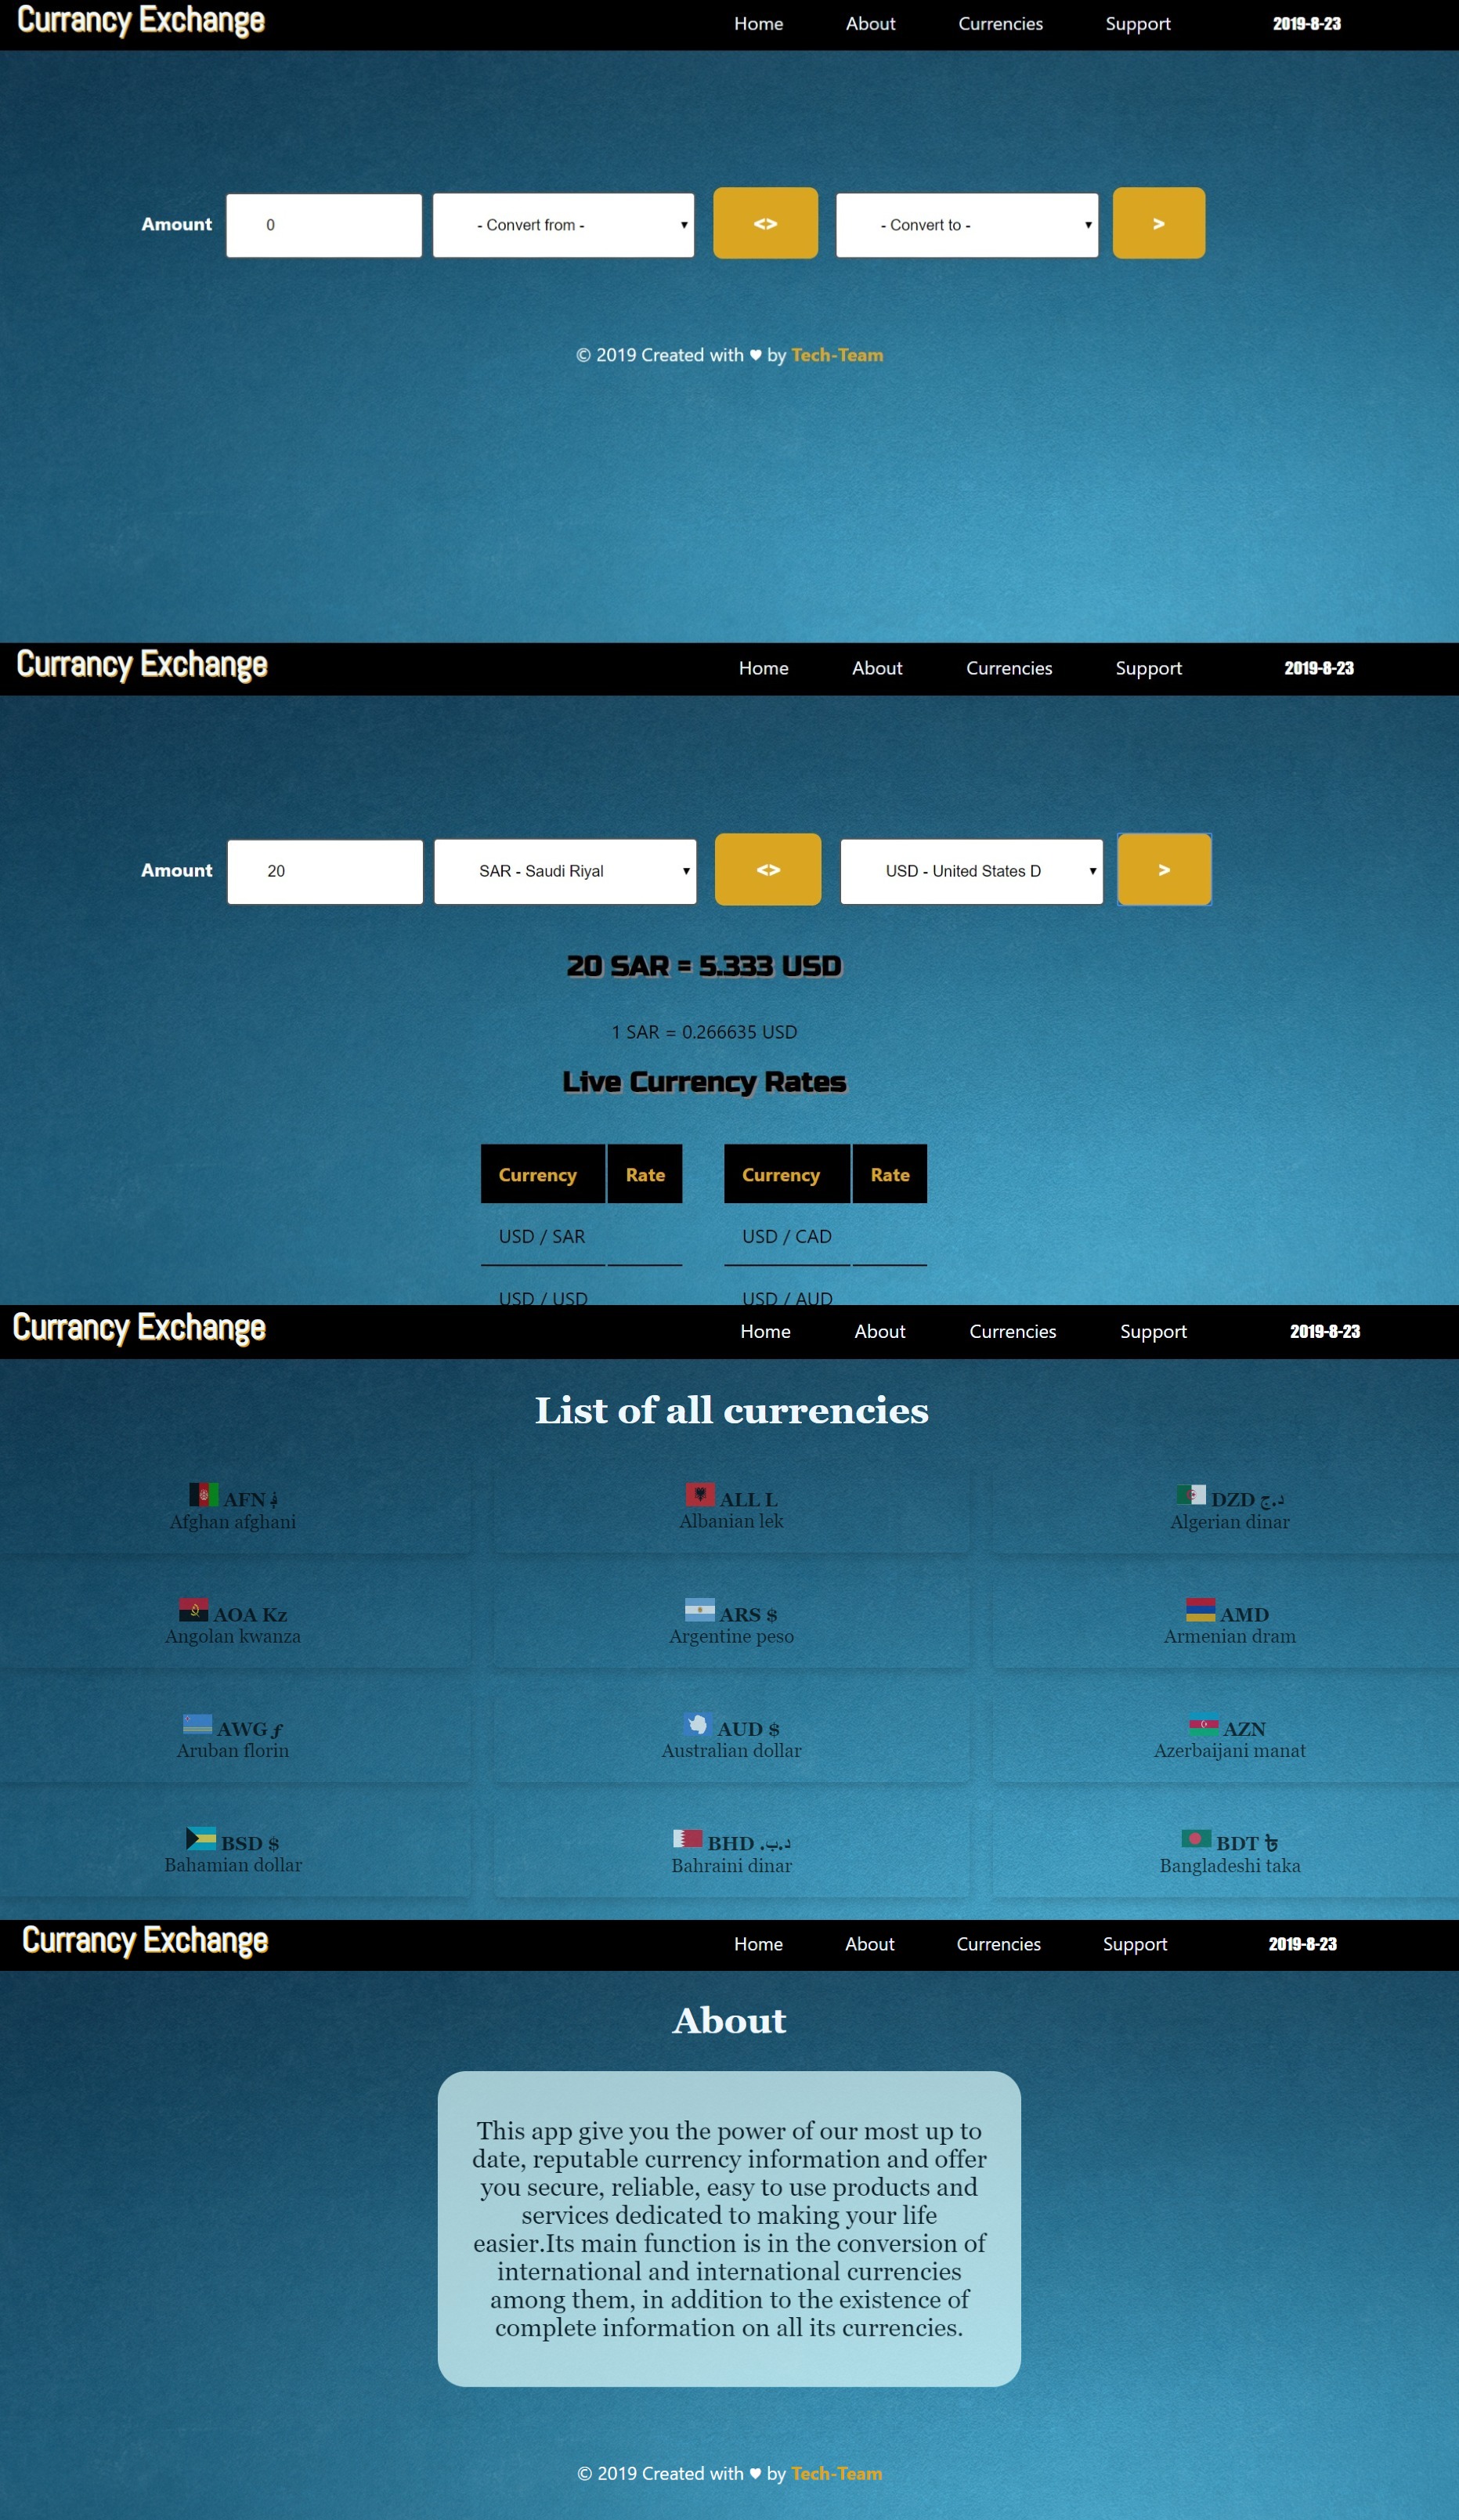 Currancy Exchange Home About Currencies Support 2019-8-23
Amount 0 - Convert from - <> - Convert to - >
© 2019 Created with ♥ by Tech-Team
Currancy Exchange Home About Currencies Support 2019-8-23
Amount 20 SAR - Saudi Riyal <> USD - United States D >
20 SAR = 5.333 USD
1 SAR = 0.266635 USD
Live Currency Rates
Currency Rate Currency Rate
USD / SAR USD / CAD
USD / USD USD / AUD
Currancy Exchange Home About Currencies Support 2019-8-23
List of all currencies
AFN ؋ ALL L DZD د.ج
Afghan afghani Albanian lek Algerian dinar
AOA Kz ARS $ AMD
Angolan kwanza Argentine peso Armenian dram
AWG ƒ AUD $ AZN
Aruban florin Australian dollar Azerbaijani manat
BSD $ BHD .د.ب BDT ৳
Bahamian dollar Bahraini dinar Bangladeshi taka
Currancy Exchange Home About Currencies Support 2019-8-23
About
This app give you the power of our most up to
date, reputable currency information and offer
you secure, reliable, easy to use products and
services dedicated to making your life
easier.Its main function is in the conversion of
international and international currencies
among them, in addition to the existence of
complete information on all its currencies.
© 2019 Created with ♥ by Tech-Team